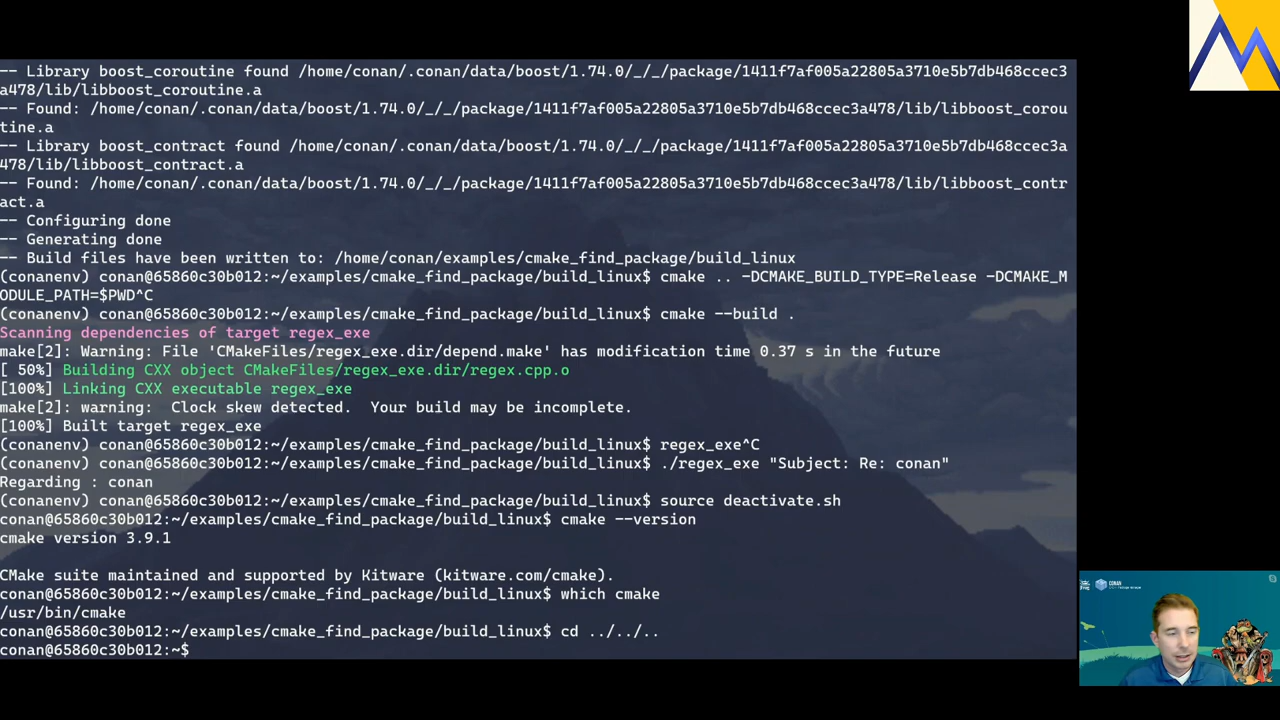 -- Library boost_coroutine found /home/conan/.conan/data/boost/1.74.0/_/_/package/1411f7af005a22805a3710e5b7db468ccec3
a478/lib/libboost_coroutine.a
-- Found: /home/conan/.conan/data/boost/1.74.0/_/_/package/1411f7af005a22805a3710e5b7db468ccec3a478/lib/libboost_corou
tine.a
-- Library boost_contract found /home/conan/.conan/data/boost/1.74.0/_/_/package/1411f7af005a22805a3710e5b7db468ccec3a
478/lib/libboost_contract.a
-- Found: /home/conan/.conan/data/boost/1.74.0/_/_/package/1411f7af005a22805a3710e5b7db468ccec3a478/lib/libboost_contr
act.a
-- Configuring done
-- Generating done
-- Build files have been written to: /home/conan/examples/cmake_find_package/build_linux
(conanenv) conan@65860c30b012:~/examples/cmake_find_package/build_linux$ cmake .. -DCMAKE_BUILD_TYPE=Release -DCMAKE_M
ODULE_PATH=$PWD^C
(conanenv) conan@65860c30b012:~/examples/cmake_find_package/build_linux$ cmake --build .
Scanning dependencies of target regex_exe
make[2]: Warning: File 'CMakeFiles/regex_exe.dir/depend.make' has modification time 0.37 s in the future
[ 50%] Building CXX object CMakeFiles/regex_exe.dir/regex.cpp.o
[100%] Linking CXX executable regex_exe
make[2]: warning:  Clock skew detected.  Your build may be incomplete.
[100%] Built target regex_exe
(conanenv) conan@65860c30b012:~/examples/cmake_find_package/build_linux$ regex_exe^C
(conanenv) conan@65860c30b012:~/examples/cmake_find_package/build_linux$ ./regex_exe "Subject: Re: conan"
Regarding : conan
(conanenv) conan@65860c30b012:~/examples/cmake_find_package/build_linux$ source deactivate.sh
conan@65860c30b012:~/examples/cmake_find_package/build_linux$ cmake --version
cmake version 3.9.1
CMake suite maintained and supported by Kitware (kitware.com/cmake).
conan@65860c30b012:~/examples/cmake_find_package/build_linux$ which cmake
/usr/bin/cmake
conan@65860c30b012:~/examples/cmake_find_package/build_linux$ cd ../../..
conan@65860c30b012:~$
CONAN